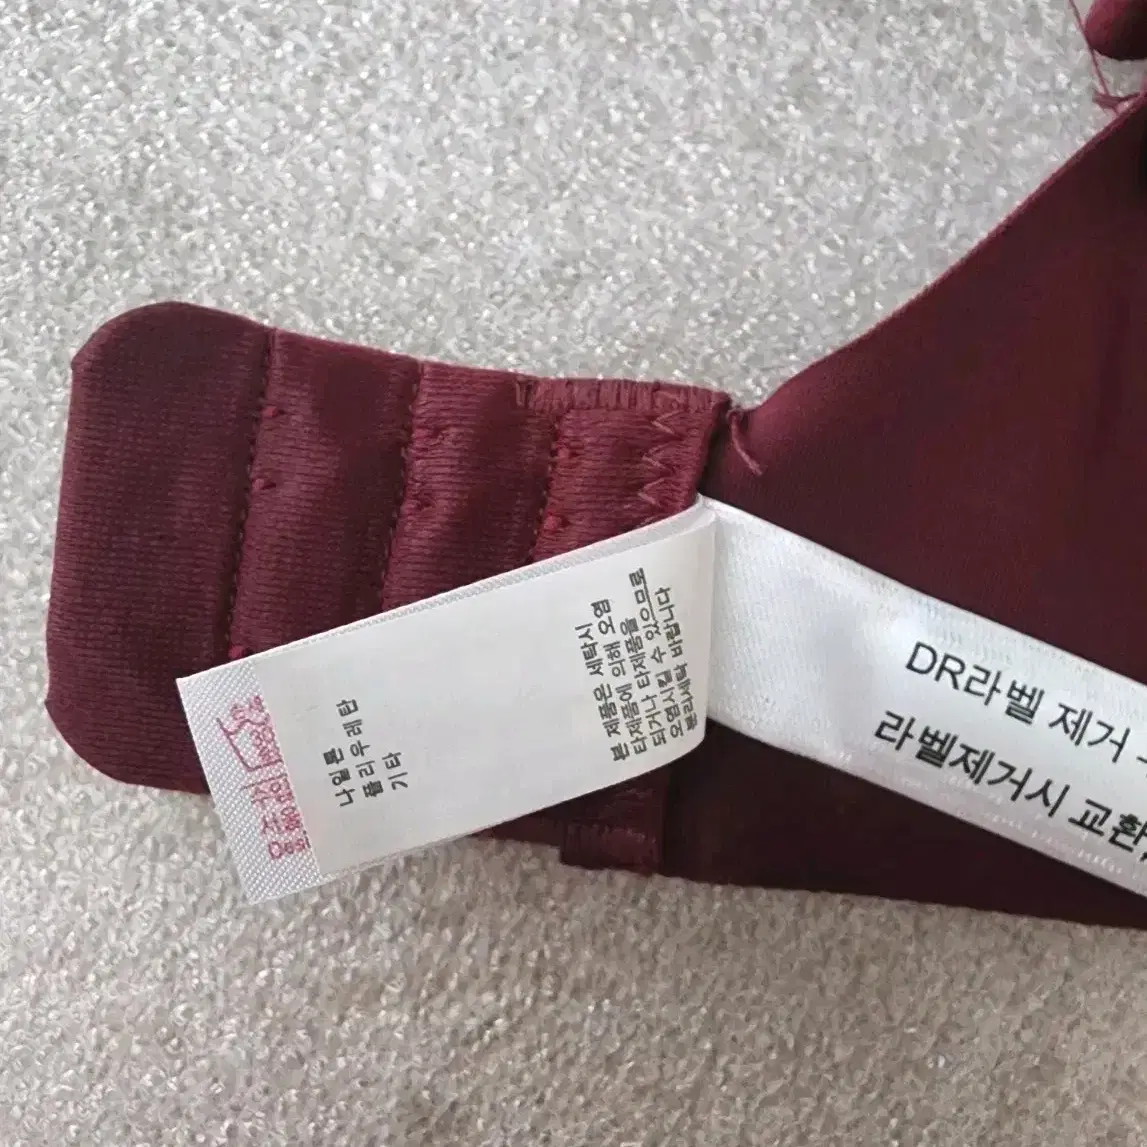 나일론
폴리우레탄
기타
본 제품은 세탁시
타제품에 의해 오염
되거나 타제품을
오염시킬 수 있으므로
분리세탁 바랍니다
DR라벨 제거
라벨제거시 교환,